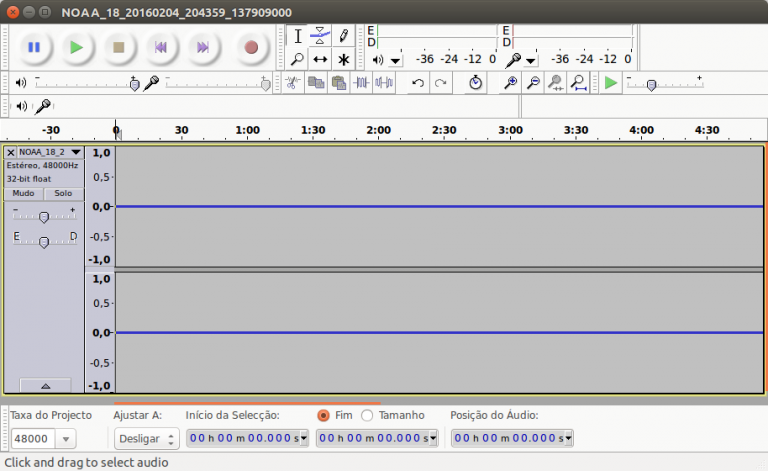 NOAA_18_20160204_204359_137909000
E
D
-36 -24 -12 0
E
D
-36 -24 -12 0
- +
- +
- +
-30 0 30 1:00 1:30 2:00 2:30 3:00 3:30 4:00 4:30
NOAA_18_2
Estéreo, 48000Hz
32-bit float
Mudo Solo
- +
E D
1,0
0,5-
0,0-
-0,5-
-1,0
1,0
0,5-
0,0-
-0,5-
-1,0
Taxa do Projecto Ajustar A: Início da Selecção: Fim Tamanho Posição do Áudio:
48000 Desligar 00 h 00 m 00.000 s 00 h 00 m 00.000 s 00 h 00 m 00.000 s
Click and drag to select audio